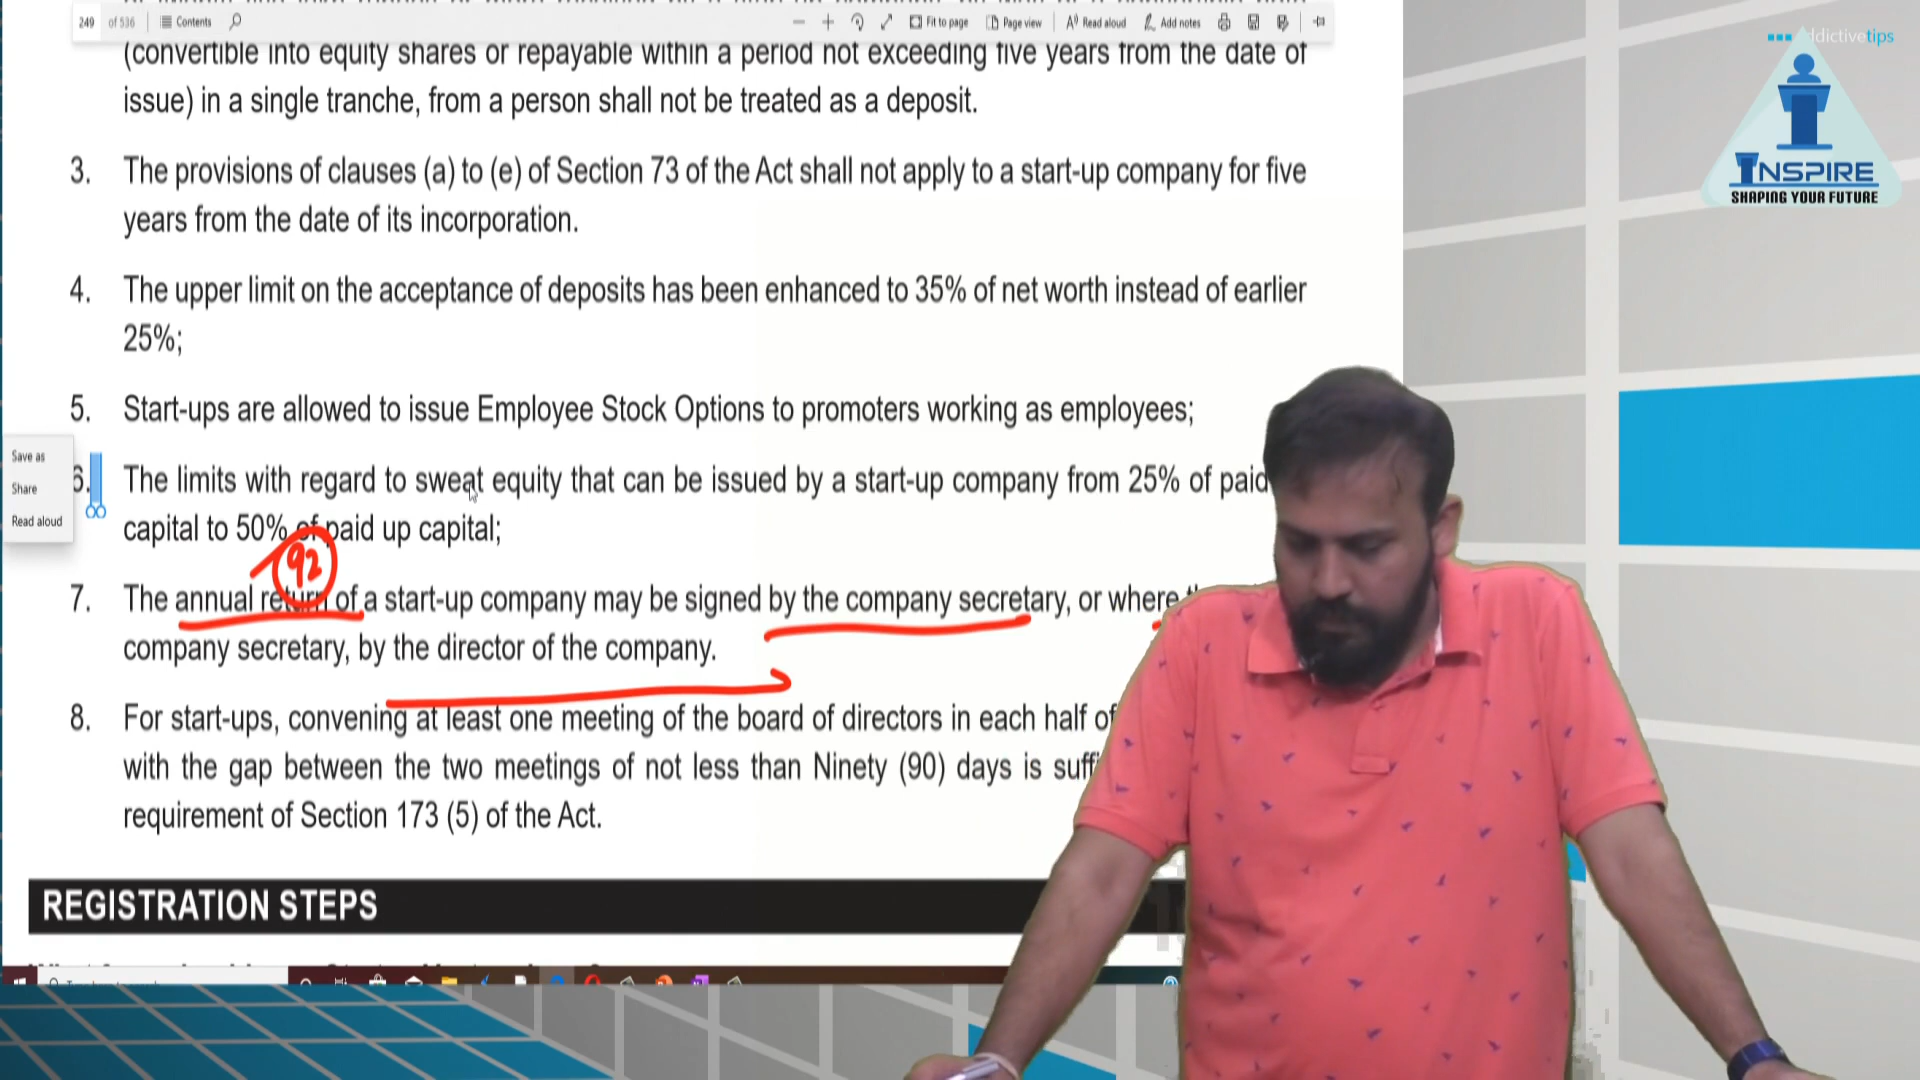 249 of 536 Contents Fit to page Page view Read aloud Add notes
addictivetips
(convertible into equity shares or repayable within a period not exceeding five years from the date of
issue) in a single tranche, from a person shall not be treated as a deposit.
INSPIRE
SHAPING YOUR FUTURE
3. The provisions of clauses (a) to (e) of Section 73 of the Act shall not apply to a start-up company for five
years from the date of its incorporation.
4. The upper limit on the acceptance of deposits has been enhanced to 35% of net worth instead of earlier
25%;
5. Start-ups are allowed to issue Employee Stock Options to promoters working as employees;
Save as
Share
Read aloud
6. The limits with regard to sweat equity that can be issued by a start-up company from 25% of paid
capital to 50% of paid up capital;
92
7. The annual return of a start-up company may be signed by the company secretary, or where
company secretary, by the director of the company.
8. For start-ups, convening at least one meeting of the board of directors in each half of
with the gap between the two meetings of not less than Ninety (90) days is
requirement of Section 173 (5) of the Act.
REGISTRATION STEPS